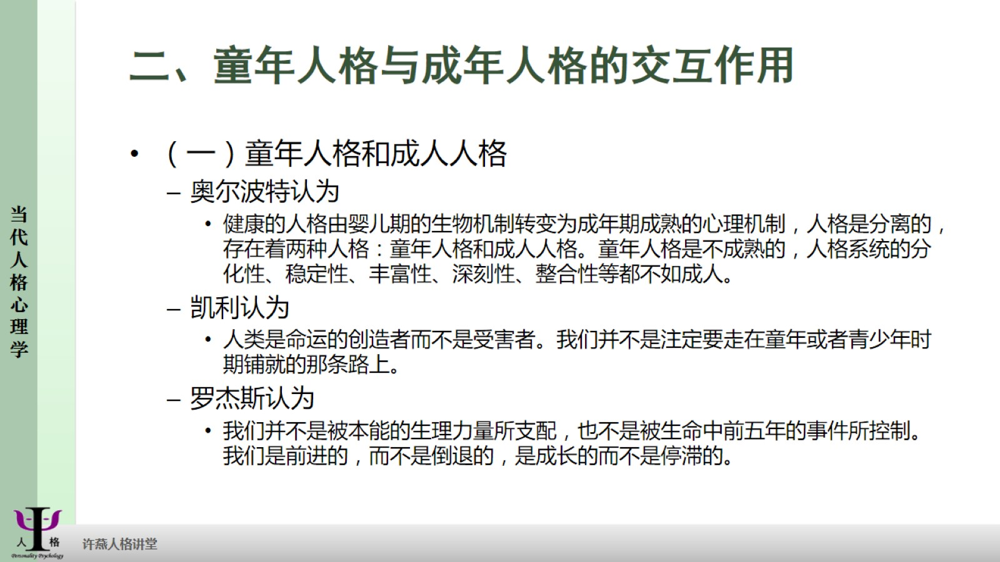 二、童年人格与成年人格的交互作用
• （一）童年人格和成人人格
– 奥尔波特认为
• 健康的人格由婴儿期的生物机制转变为成年期成熟的心理机制，人格是分离的，
存在着两种人格：童年人格和成人人格。童年人格是不成熟的，人格系统的分
化性、稳定性、丰富性、深刻性、整合性等都不如成人。
– 凯利认为
• 人类是命运的创造者而不是受害者。我们并不是注定要走在童年或者青少年时
期铺就的那条路上。
– 罗杰斯认为
• 我们并不是被本能的生理力量所支配，也不是被生命中前五年的事件所控制。
我们是前进的，而不是倒退的，是成长的而不是停滞的。
当代人格心理学
人 格
Personality Psychology
许燕人格讲堂